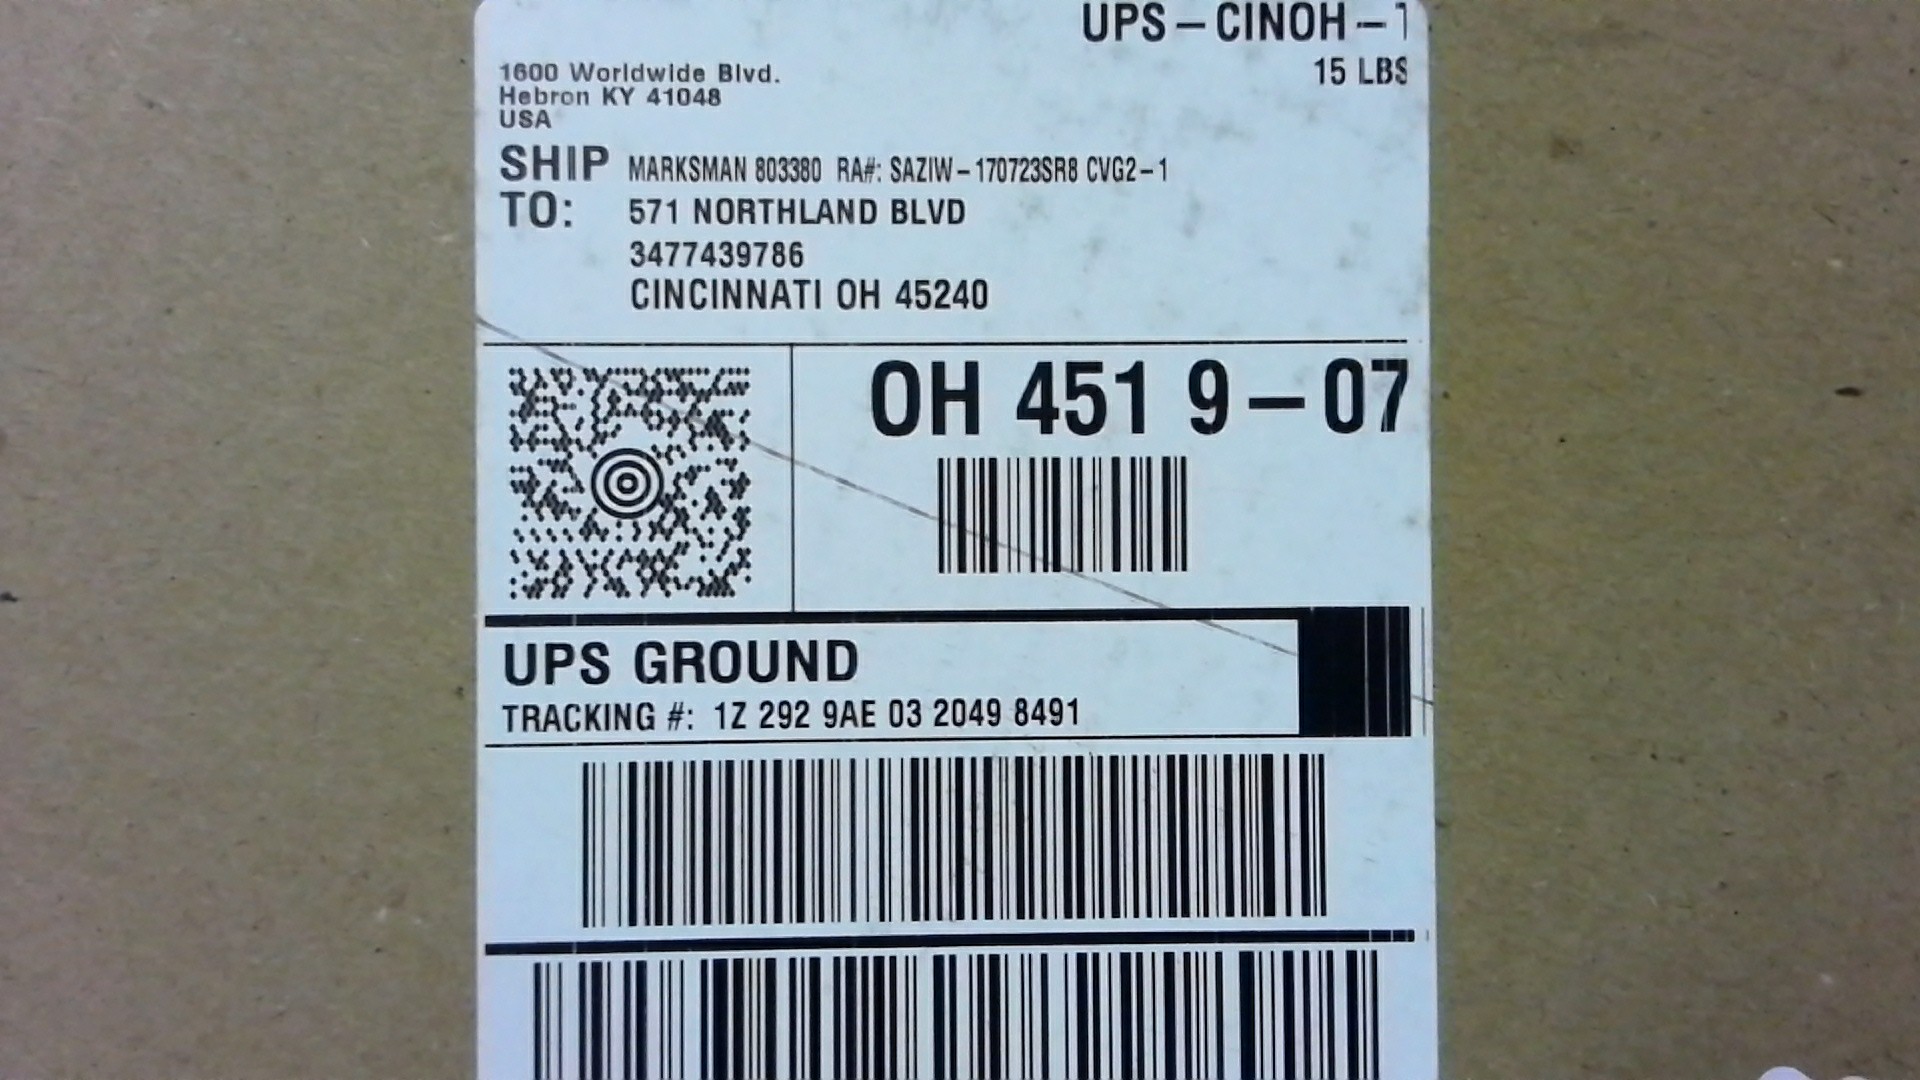 UPS – CINOH – 1
15 LBS
1600 Worldwide Blvd.
Hebron KY 41048
USA
SHIP TO: MARKSMAN 803380 RA#: SAZIW – 170723SR8 CVG2 – 1
571 NORTHLAND BLVD
3477439786
CINCINNATI OH 45240
OH 451 9 – 07
UPS GROUND
TRACKING #: 1Z 292 9AE 03 2049 8491